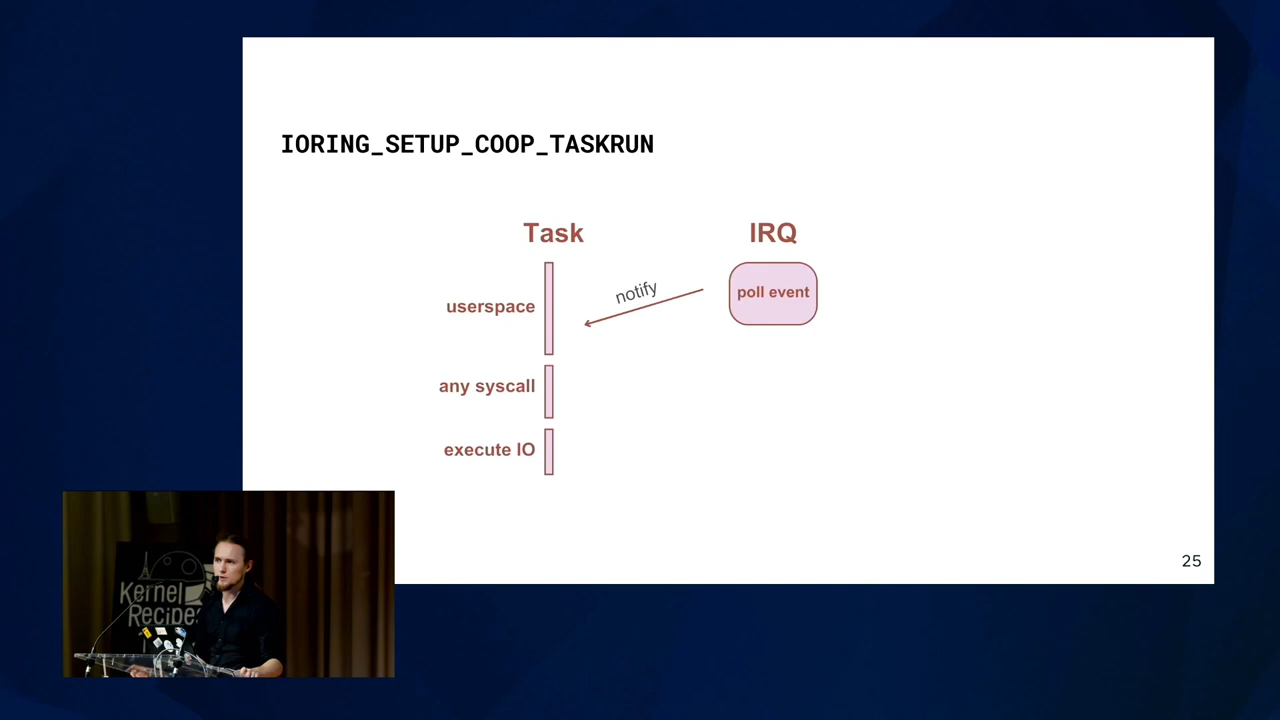 IORING_SETUP_COOP_TASKRUN
Task
IRQ
notify
poll event
userspace
any syscall
execute IO
25
Kernel
Recipes